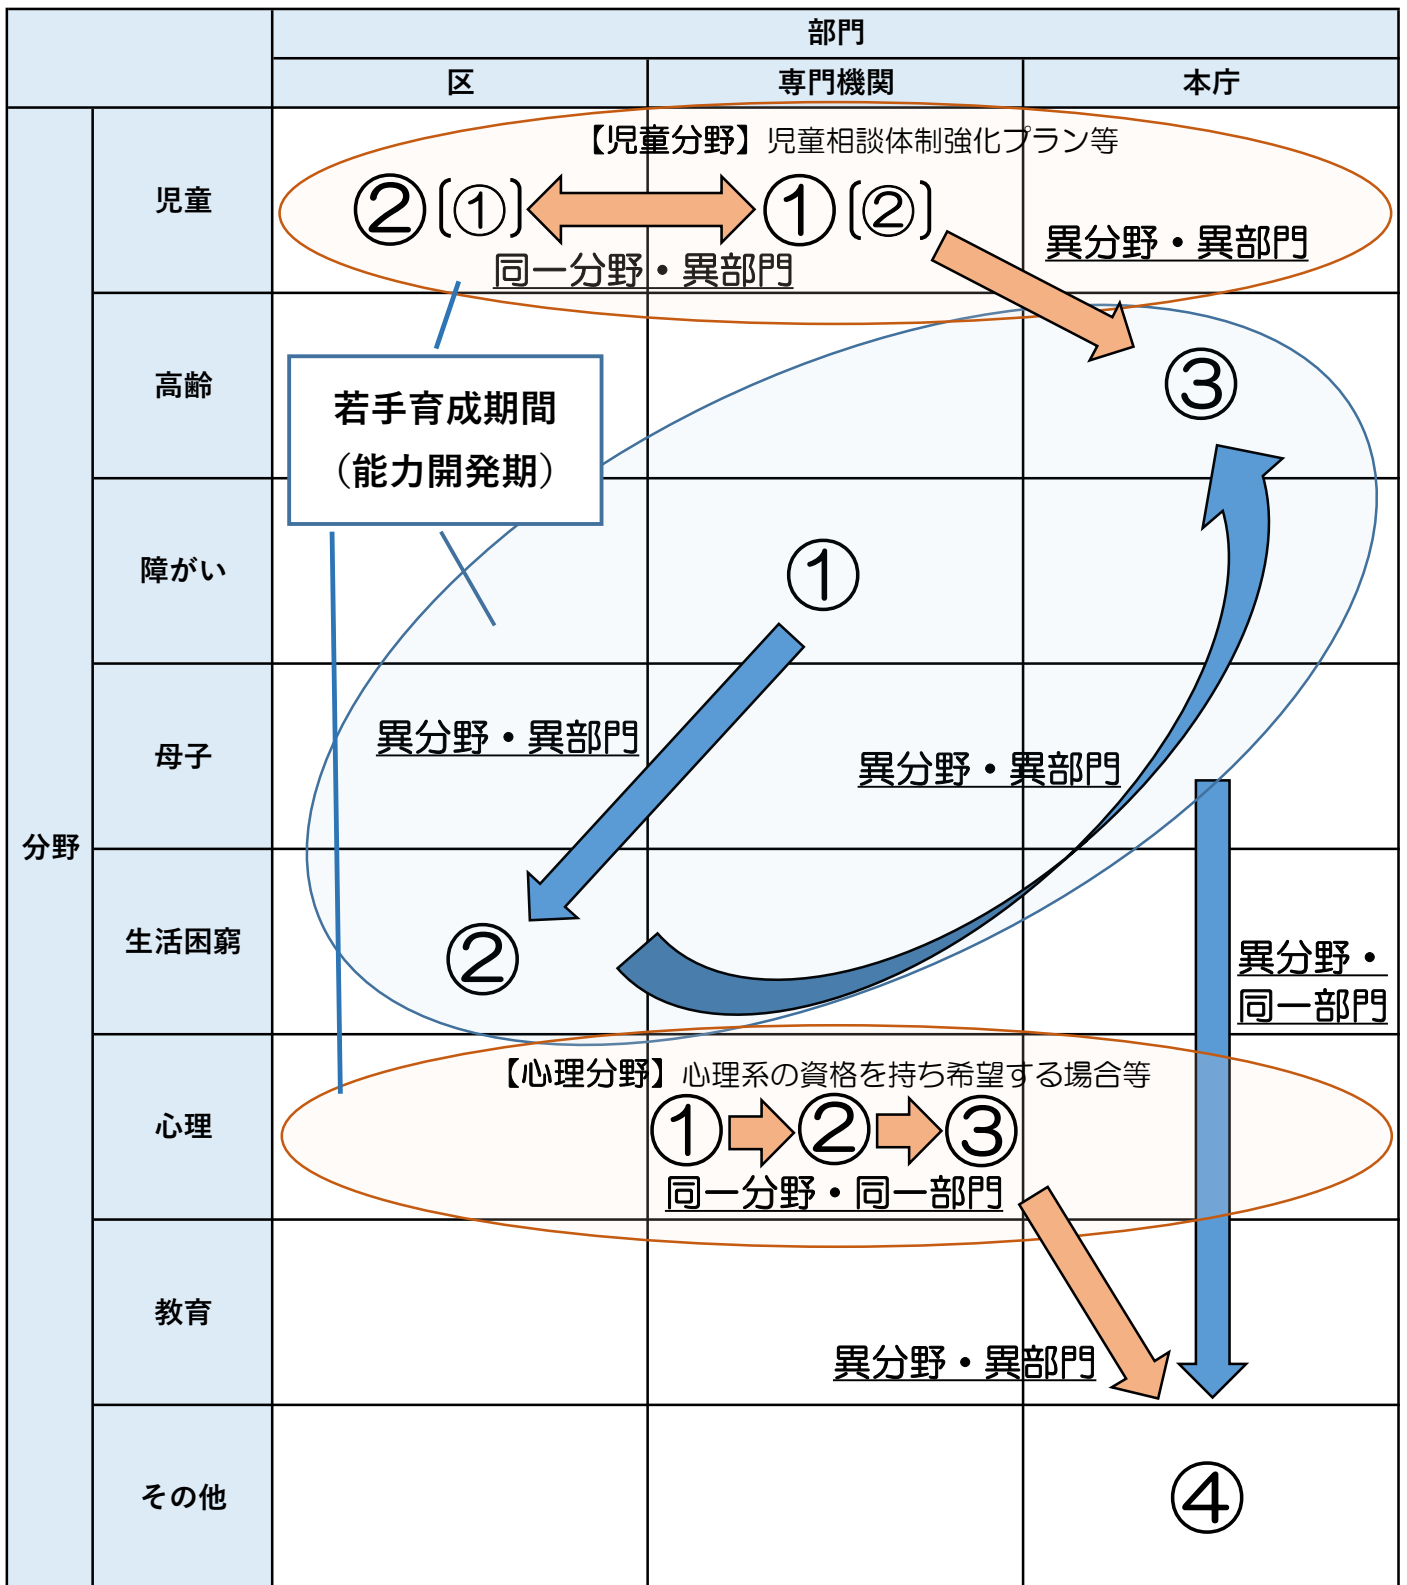 部門
区 専門機関 本庁
分野
児童
【児童分野】児童相談体制強化プラン等
②〔①〕 ①〔②〕
同一分野・異部門
異分野・異部門
高齢
若手育成期間
（能力開発期）
③
障がい
①
母子
異分野・異部門
異分野・異部門
生活困窮
②
異分野・
同一部門
心理
【心理分野】心理系の資格を持ち希望する場合等
① ② ③
同一分野・同一部門
教育
異分野・異部門
その他
④